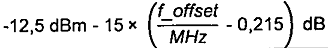 -12,5 dBm - 15 × (f_offset/MHz - 0,215) dB